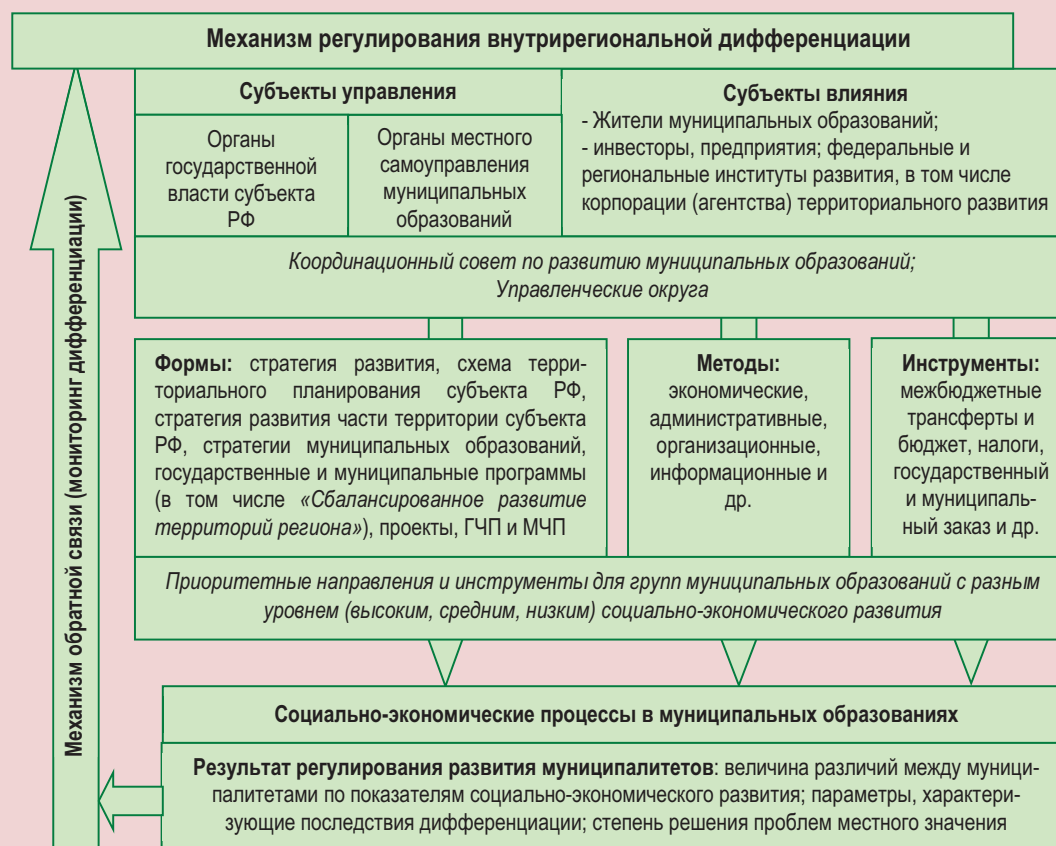 Механизм регулирования внутрирегиональной дифференциации
Механизм обратной связи (мониторинг дифференциации)
Субъекты управления
Органы
государственной
власти субъекта
РФ
Органы местного
самоуправления
муниципальных
образований
Субъекты влияния
- Жители муниципальных образований;
- инвесторы, предприятия; федеральные и
региональные институты развития, в том числе
корпорации (агентства) территориального развития
Координационный совет по развитию муниципальных образований;
Управленческие округа
Формы: стратегия развития, схема терри-
ториального планирования субъекта РФ,
стратегия развития части территории субъекта
РФ, стратегии муниципальных образований,
государственные и муниципальные программы
(в том числе «Сбалансированное развитие
территорий региона»), проекты, ГЧП и МЧП
Методы:
экономические,
административные,
организационные,
информационные и
др.
Инструменты:
межбюджетные
трансферты и
бюджет, налоги,
государственный
и муниципаль-
ный заказ и др.
Приоритетные направления и инструменты для групп муниципальных образований с разным
уровнем (высоким, средним, низким) социально-экономического развития
Социально-экономические процессы в муниципальных образованиях
Результат регулирования развития муниципалитетов: величина различий между муници-
палитетами по показателям социально-экономического развития; параметры, характери-
зующие последствия дифференциации; степень решения проблем местного значения